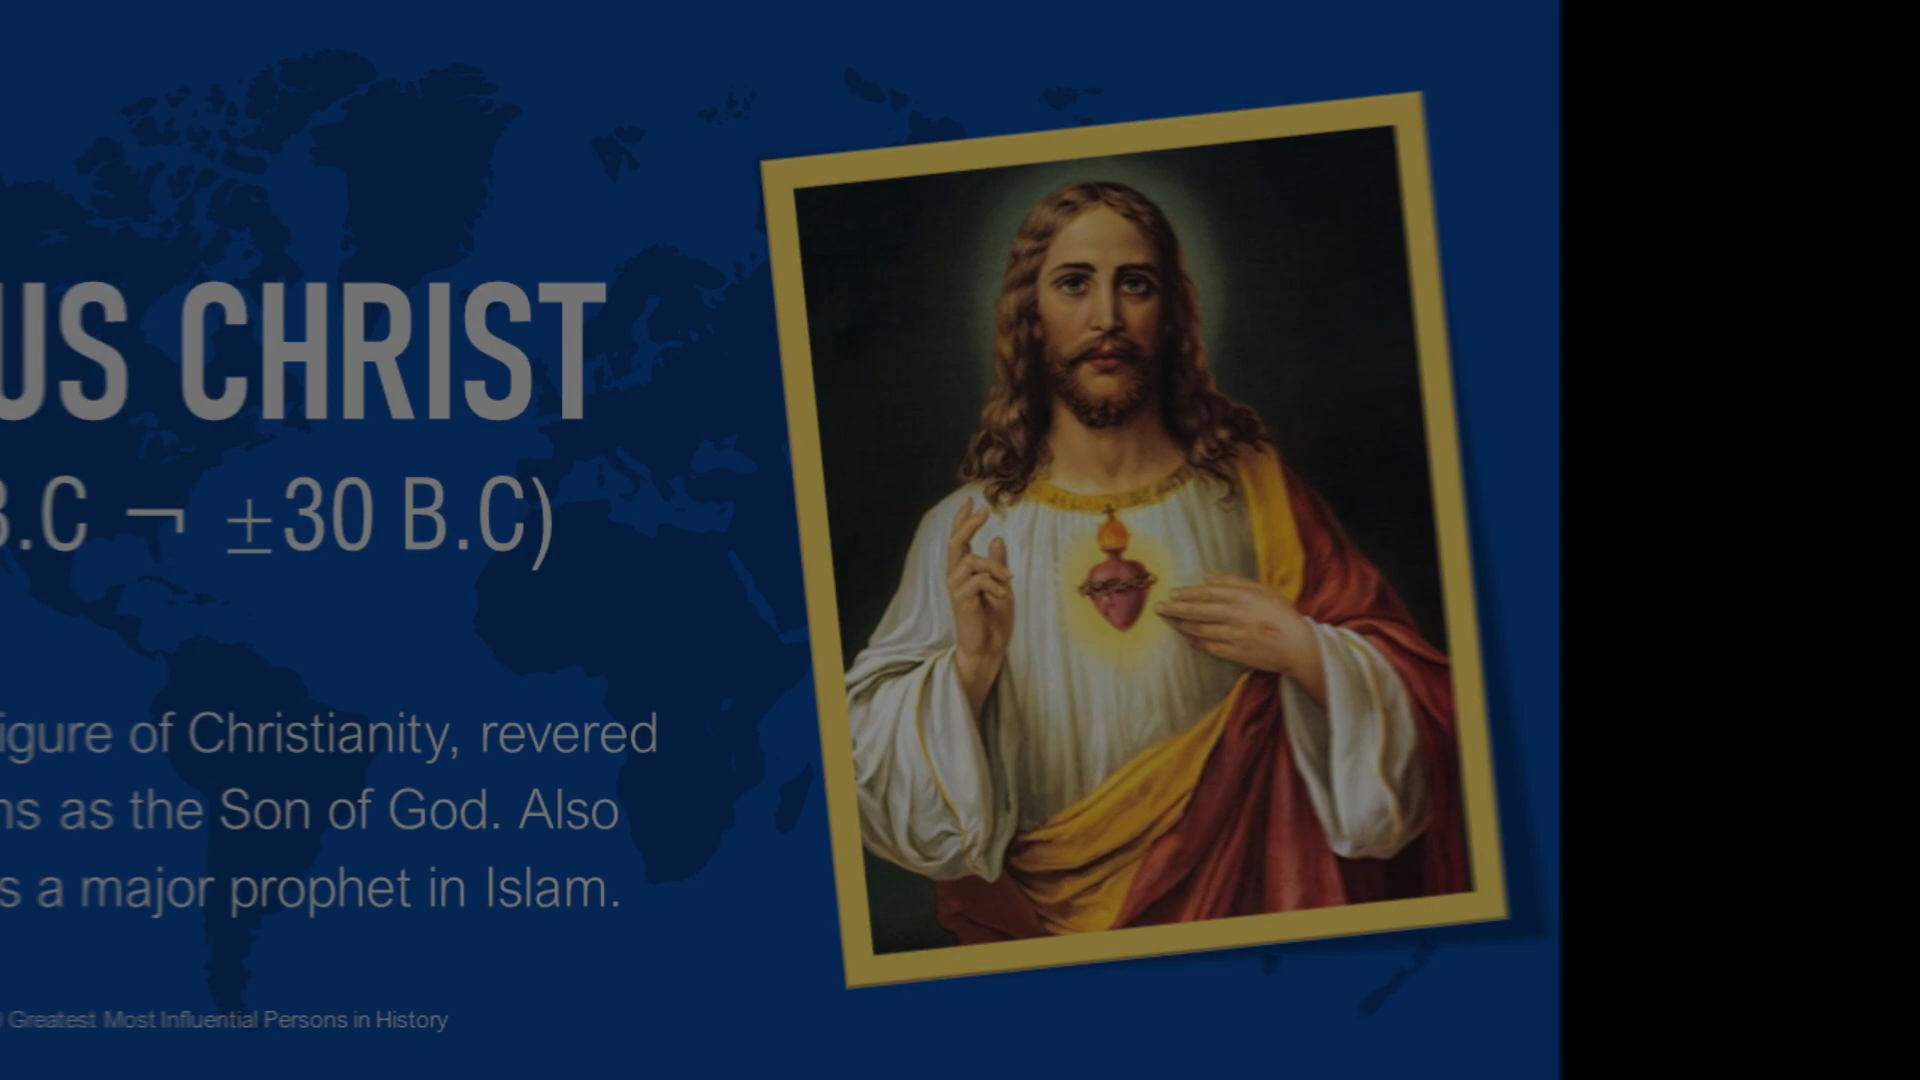 US CHRIST
B.C ¬ ±30 B.C)
igure of Christianity, revered
ns as the Son of God. Also
s a major prophet in Islam.
Greatest Most Influential Persons in History